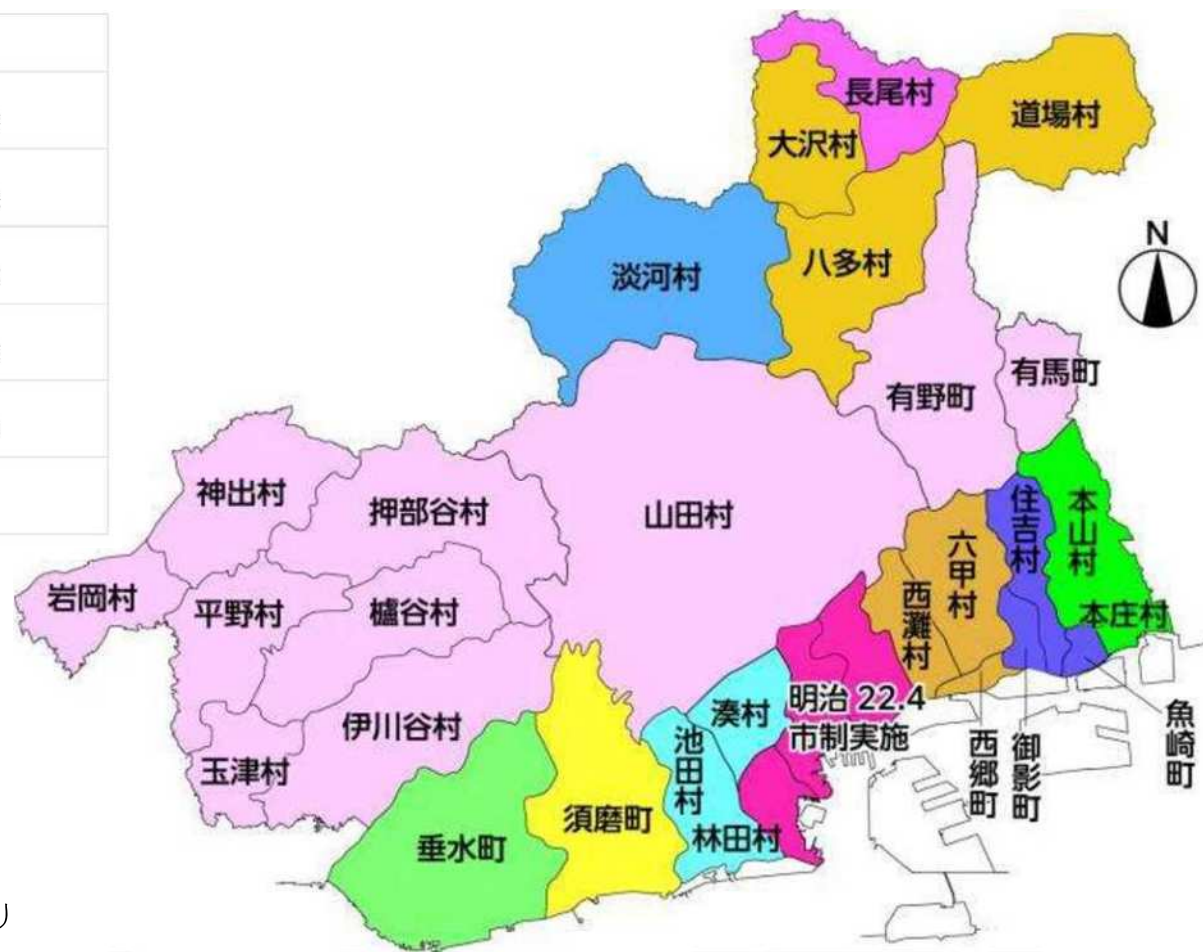 長尾村
道場村
大沢村
N
八多村
淡河村
有馬町
有野町
神出村
押部谷村
山田村
住吉村
本山村
六甲村
岩岡村
平野村
櫨谷村
西灘村
本庄村
伊川谷村
湊村
明治 22.4
市制実施
池田村
魚崎町
西郷町
御影町
玉津村
須磨町
林田村
垂水町
り